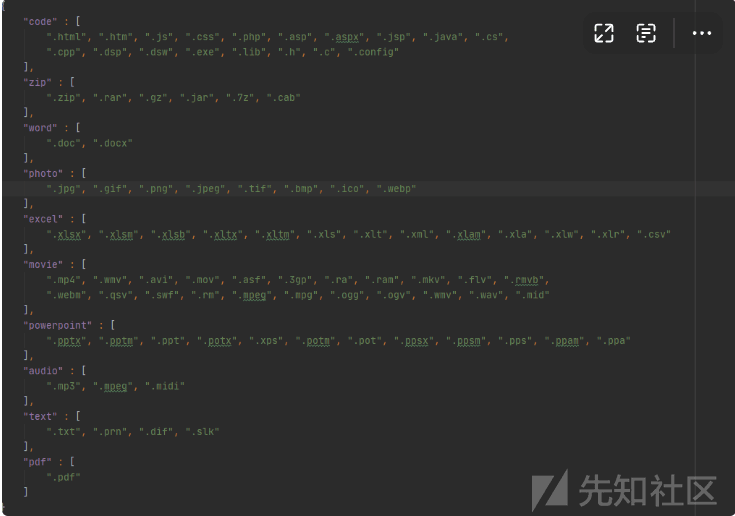 {
"code" : [
".html", ".htm", ".js", ".css", ".php", ".asp", ".aspx", ".jsp", ".java", ".cs",
".cpp", ".dsp", ".dsw", ".exe", ".lib", ".h", ".c", ".config"
],
"zip" : [
".zip", ".rar", ".gz", ".jar", ".7z", ".cab"
],
"word" : [
".doc", ".docx"
],
"photo" : [
".jpg", ".gif", ".png", ".jpeg", ".tif", ".bmp", ".ico", ".webp"
],
"excel" : [
".xlsx", ".xlsm", ".xlsb", ".xltx", ".xltm", ".xls", ".xlt", ".xml", ".xlam", ".xla", ".xlw", ".xlr", ".csv"
],
"movie" : [
".mp4", ".wmv", ".avi", ".mov", ".asf", ".3gp", ".ra", ".ram", ".mkv", ".flv", ".rmvb",
".webm", ".qsv", ".swf", ".rm", ".mpeg", ".mpg", ".ogg", ".ogv", ".wmv", ".wav", ".mid"
],
"powerpoint" : [
".pptx", ".pptm", ".ppt", ".potx", ".xps", ".potm", ".pot", ".ppsx", ".ppsm", ".pps", ".ppam", ".ppa"
],
"audio" : [
".mp3", ".mpeg", ".midi"
],
"text" : [
".txt", ".prn", ".dif", ".slk"
],
"pdf" : [
".pdf"
]
先知社区